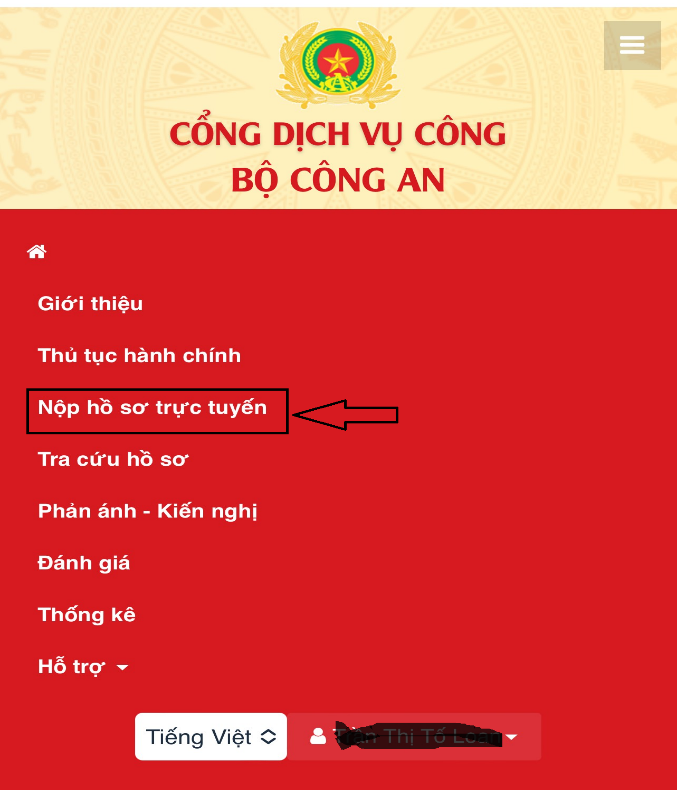 CỔNG DỊCH VỤ CÔNG
BỘ CÔNG AN
Giới thiệu
Thủ tục hành chính
Nộp hồ sơ trực tuyến
Tra cứu hồ sơ
Phản ánh - Kiến nghị
Đánh giá
Thống kê
Hỗ trợ
Tiếng Việt